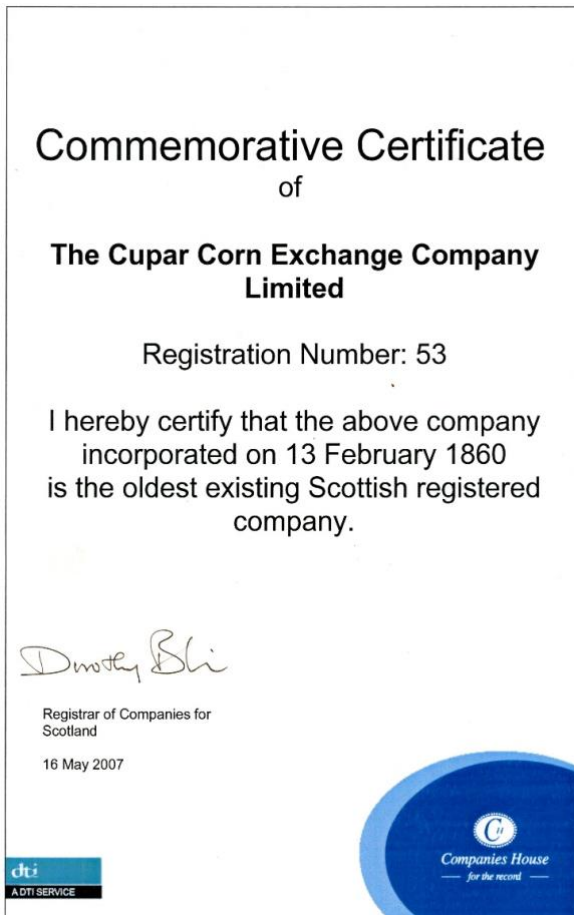 Commemorative Certificate
of
The Cupar Corn Exchange Company
Limited
Registration Number: 53
I hereby certify that the above company
incorporated on 13 February 1860
is the oldest existing Scottish registered
company.
Dorothy
Registrar of Companies for
Scotland
16 May 2007
dti
A DTI SERVICE
CH
Companies House
for the record